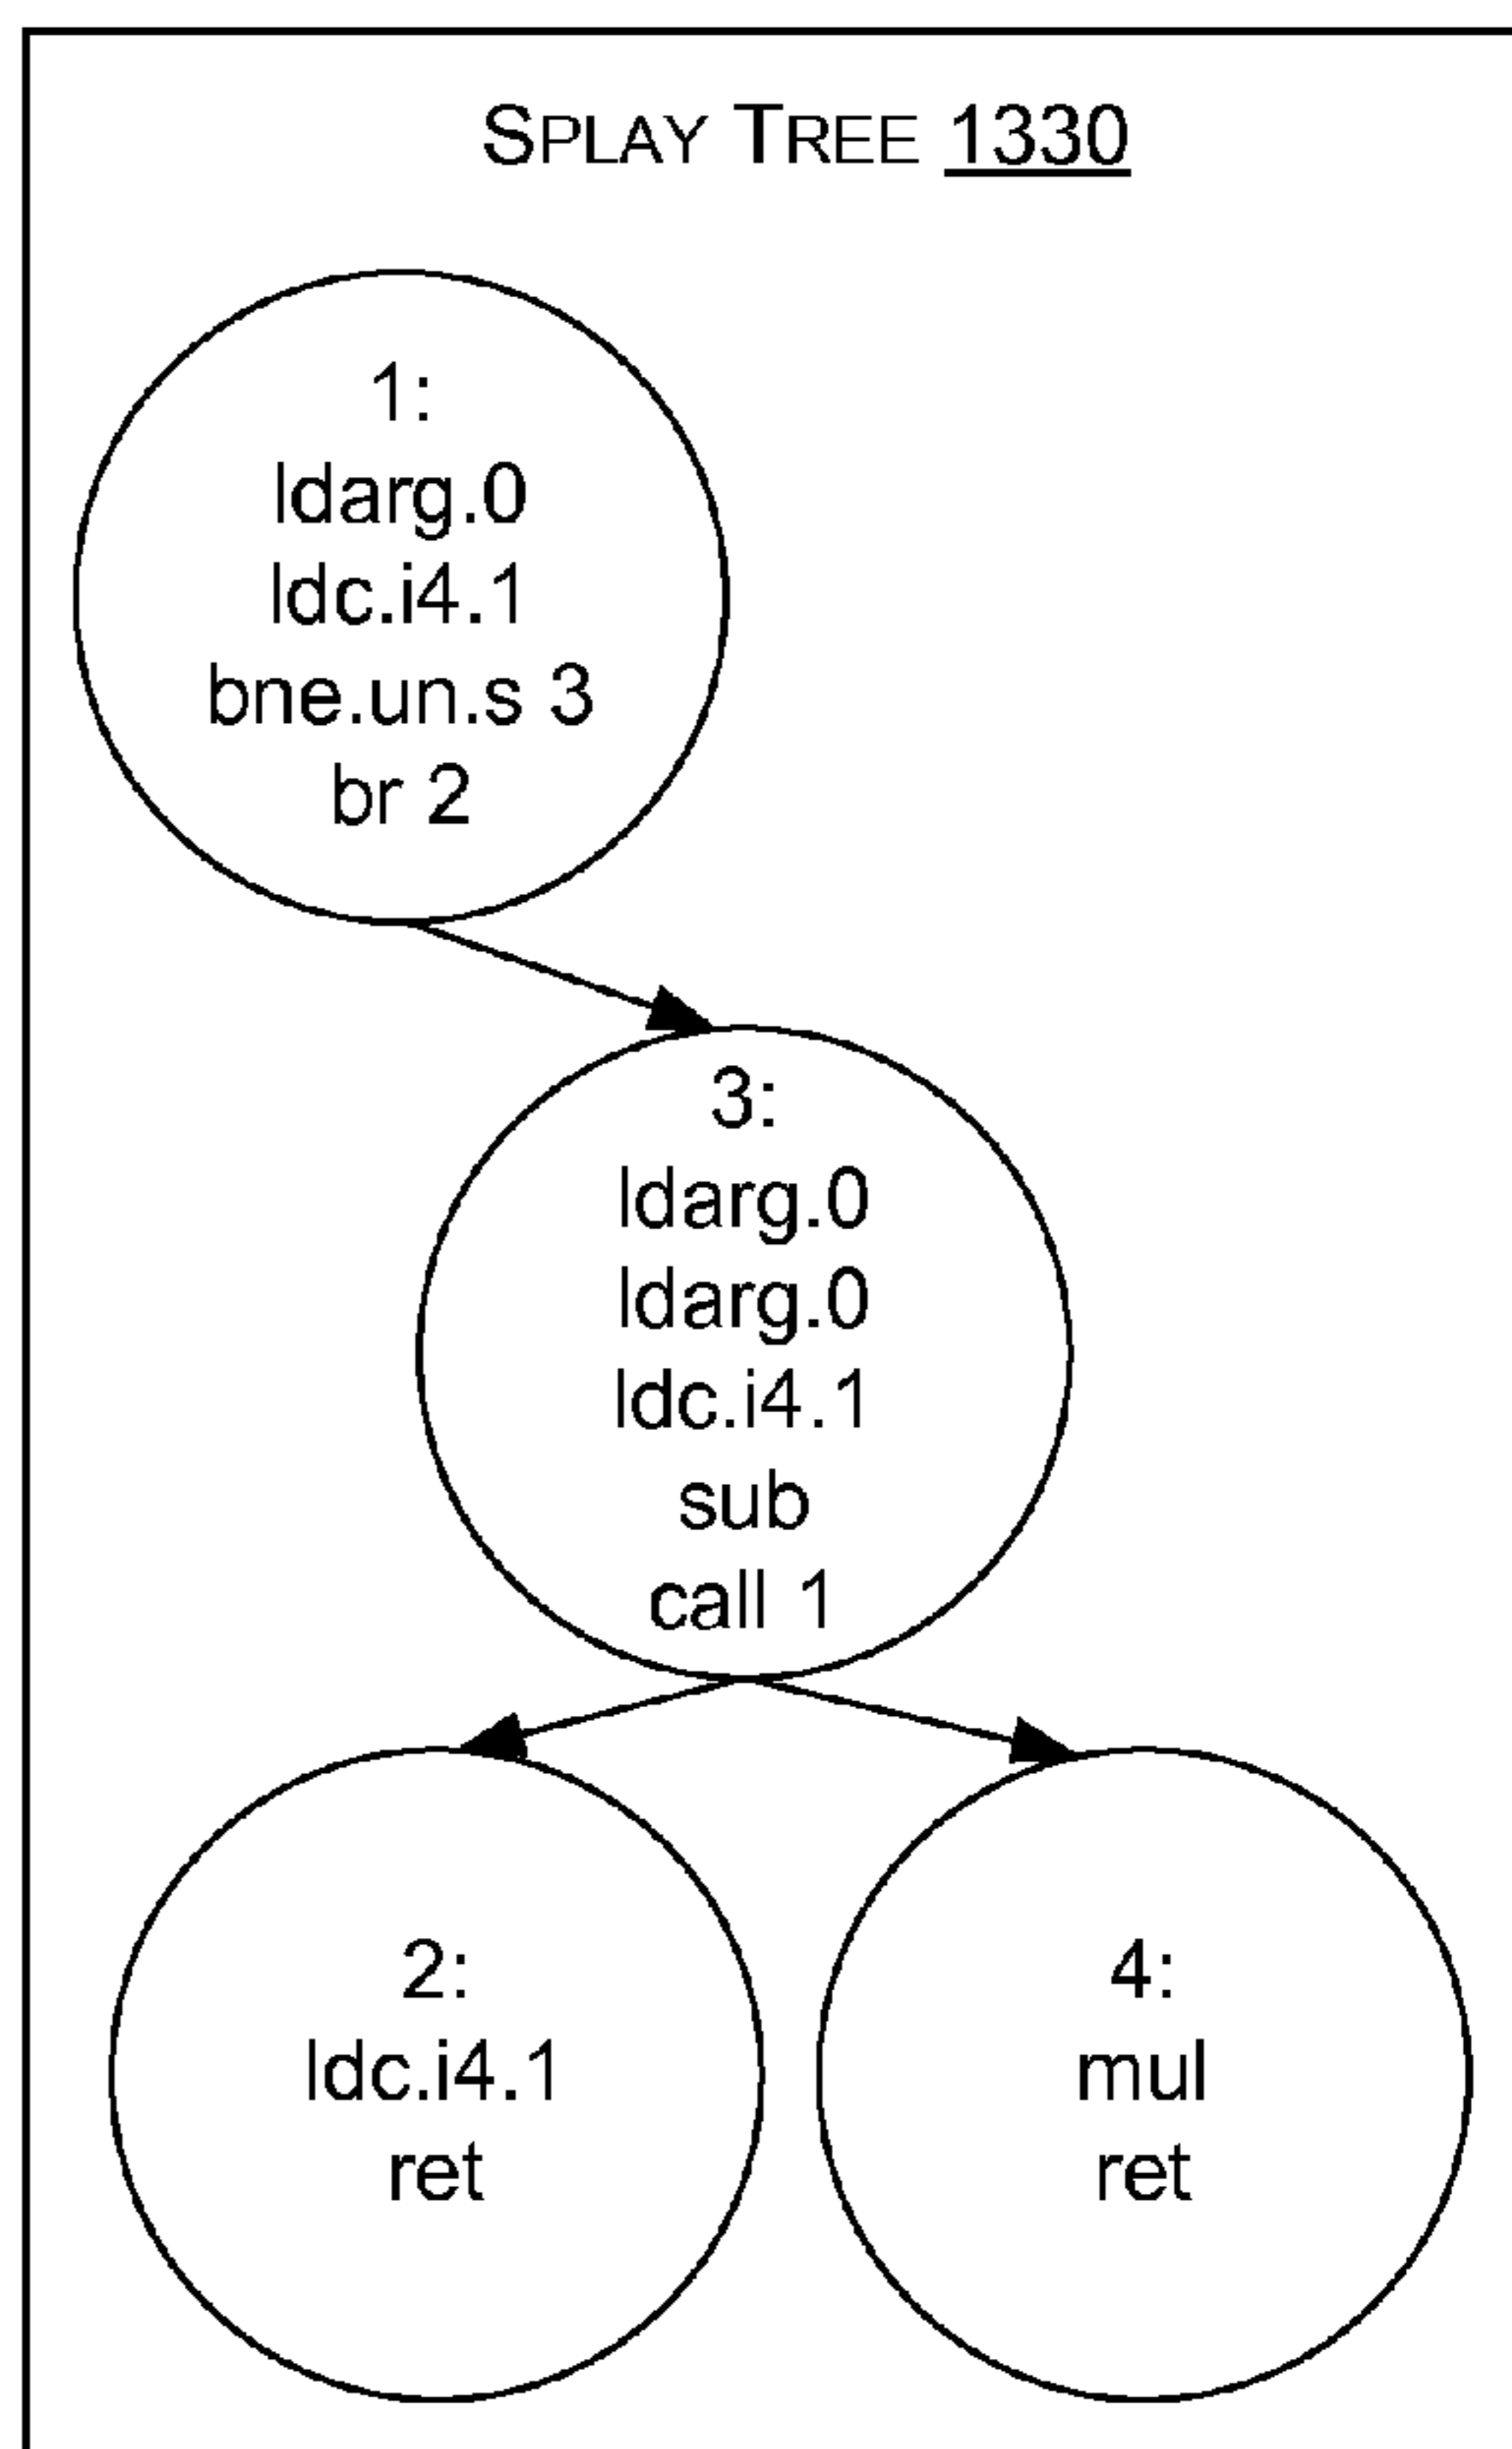 SPLAY TREE 1330
1:
ldarg.0
ldc.i4.1
bne.un.s 3
br 2
3:
ldarg.0
ldarg.0
ldc.i4.1
sub
call 1
2:
ldc.i4.1
ret
4:
mul
ret